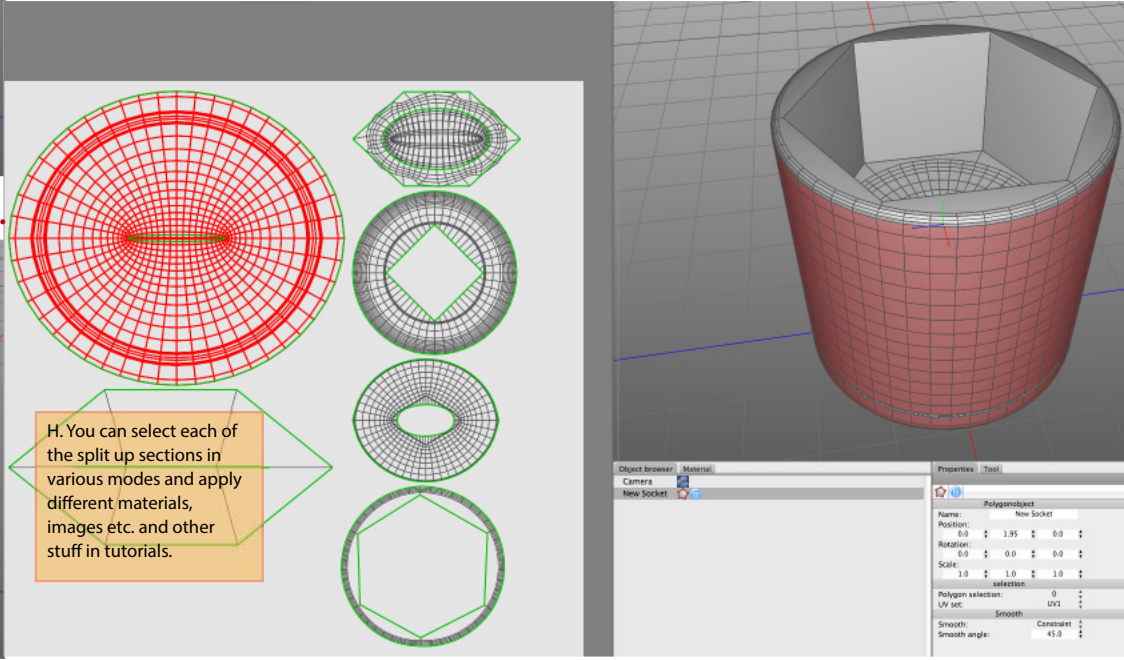 H. You can select each of
the split up sections in
various modes and apply
different materials,
images etc. and other
stuff in tutorials.
Object browser Material
Camera
New Socket
Properties Tool
Polygonobject
Name: New Socket
Position:
0.0 1.95 0.0
Rotation:
0.0 0.0 0.0
Scale:
1.0 1.0 1.0
selection
Polygon selection: 0
UV set: UV1
Smooth
Smooth: Constraint
Smooth angle: 45.0